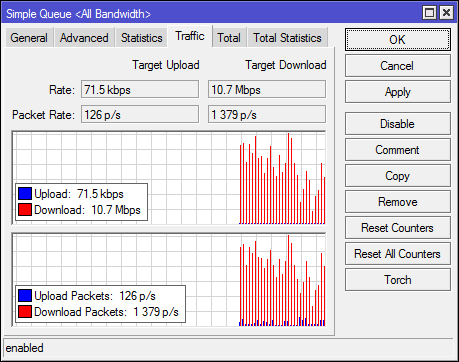 Simple Queue <All Bandwidth>
General Advanced Statistics Traffic Total Total Statistics
Target Upload Target Download
Rate: 71.5 kbps 10.7 Mbps
Packet Rate: 126 p/s 1 379 p/s
Upload: 71.5 kbps
Download: 10.7 Mbps
Upload Packets: 126 p/s
Download Packets: 1 379 p/s
OK
Cancel
Apply
Disable
Comment
Copy
Remove
Reset Counters
Reset All Counters
Torch
enabled